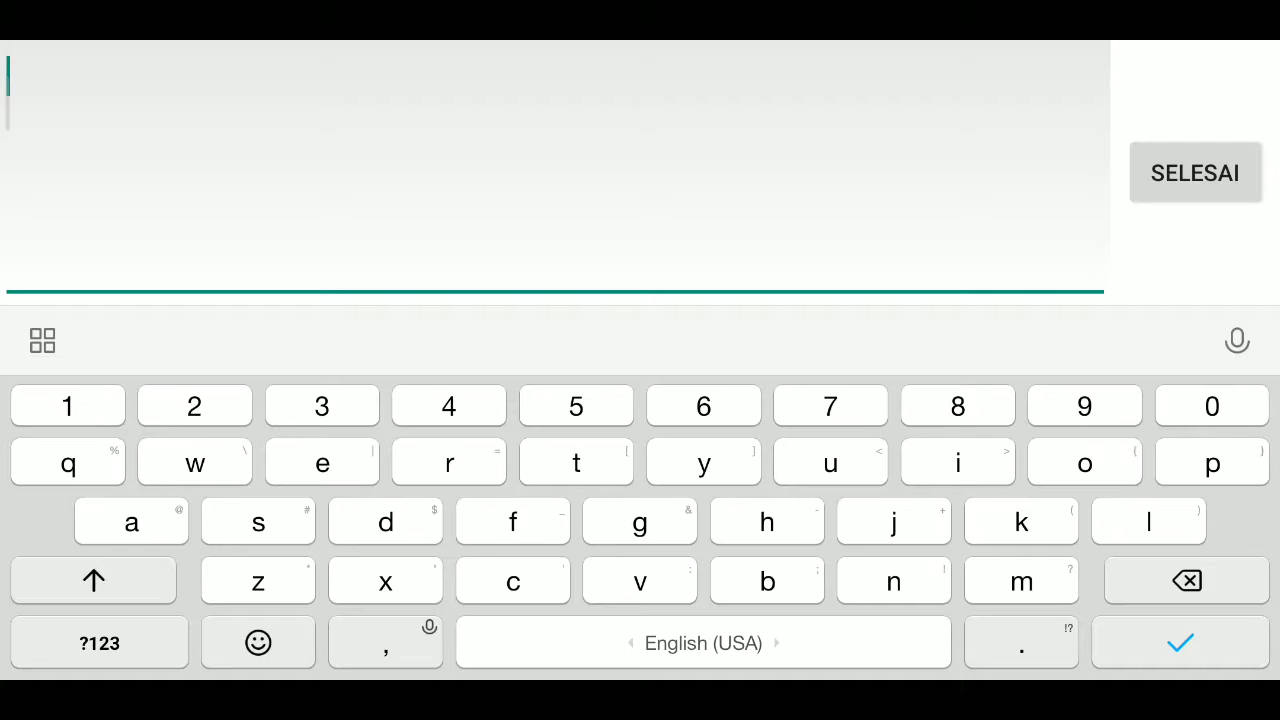 SELESAI
1 2 3 4 5 6 7 8 9 0
q % w \ e | r = t [ y ] u < i > o { p }
a @ s # d $ f _ g & h - j + k ( l )
z * x " c ' v : b ; n ! m ?
?123 , English (USA) . !?